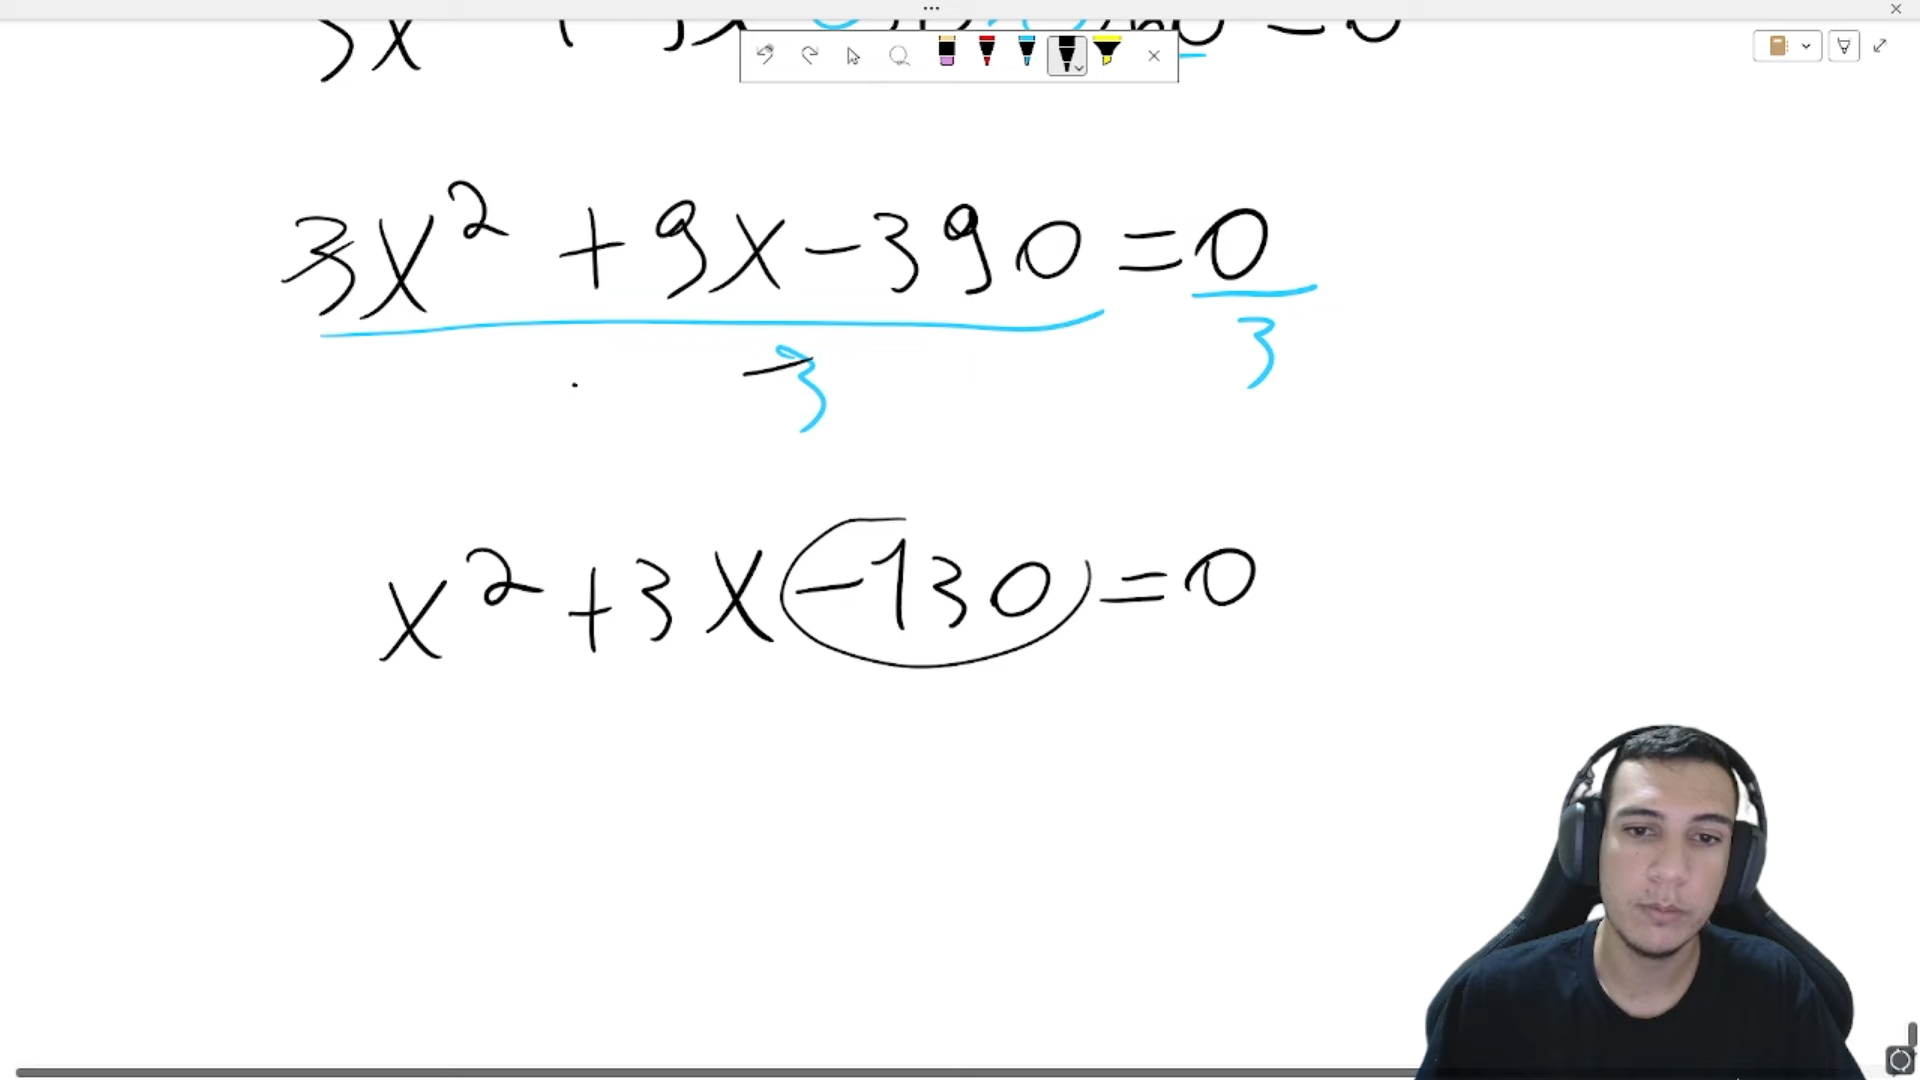 3x² + 9x - 390 = 0
3 3
x² + 3x - 130 = 0